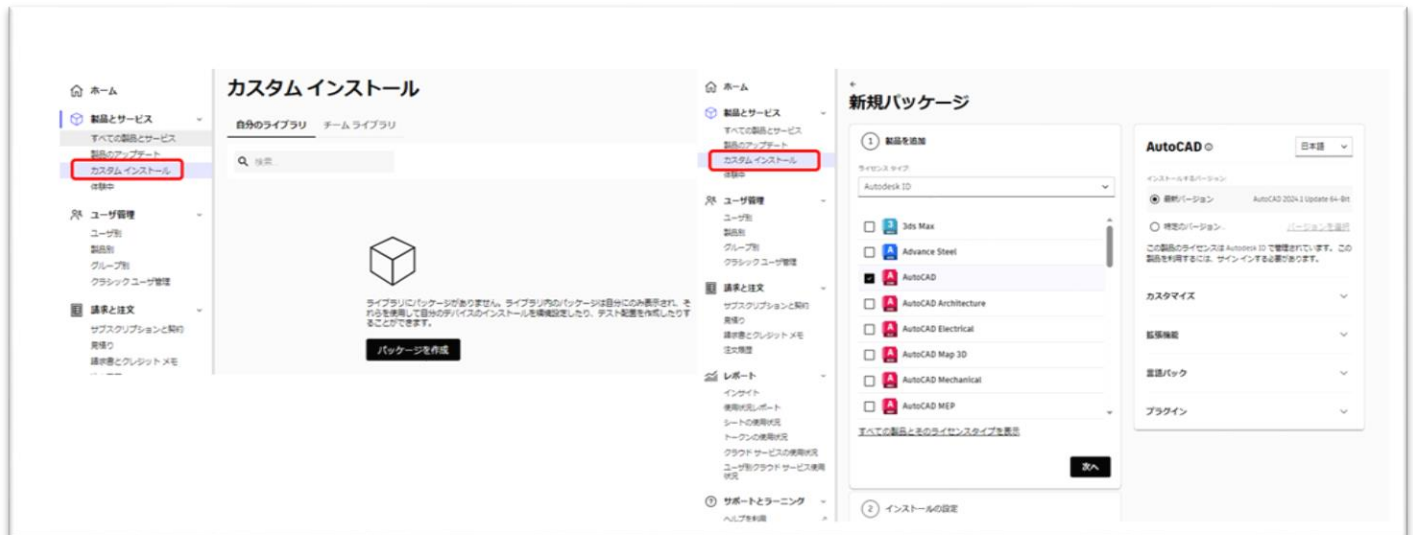 ホーム
製品とサービス
すべての製品とサービス
製品のアップデート
カスタム インストール
体験中
ユーザ管理
ユーザ別
製品別
グループ別
クラシック ユーザ管理
請求と注文
サブスクリプションと契約
見積り
請求書とクレジット メモ
カスタム インストール
自分のライブラリ
チーム ライブラリ
検索...
ライブラリにパッケージがありません。ライブラリ内のパッケージは自分にのみ表示され、そ
れらを使用して自分のデバイスのインストールを環境設定したり、テスト配置を作成したりす
ることができます。
パッケージを作成
ホーム
製品とサービス
すべての製品とサービス
製品のアップデート
カスタム インストール
体験中
ユーザ管理
ユーザ別
製品別
グループ別
クラシック ユーザ管理
請求と注文
サブスクリプションと契約
見積り
請求書とクレジット メモ
注文履歴
レポート
インサイト
使用状況レポート
シートの使用状況
トークンの使用状況
クラウド サービスの使用状況
ユーザ別クラウド サービス使用
状況
サポートとラーニング
ヘルプを利用
新規パッケージ
1 製品を追加
ライセンス タイプ
Autodesk ID
3ds Max
Advance Steel
AutoCAD
AutoCAD Architecture
AutoCAD Electrical
AutoCAD Map 3D
AutoCAD Mechanical
AutoCAD MEP
すべての製品とそのライセンスタイプを表示
次へ
2 インストールの設定
AutoCAD
日本語
インストールするバージョン
最新バージョン
AutoCAD 2024.1 Update 64-Bit
特定のバージョン...
バージョンを選択
この製品のライセンスは Autodesk ID で管理されています。この
製品を利用するには、サインインする必要があります。
カスタマイズ
拡張機能
言語パック
プラグイン